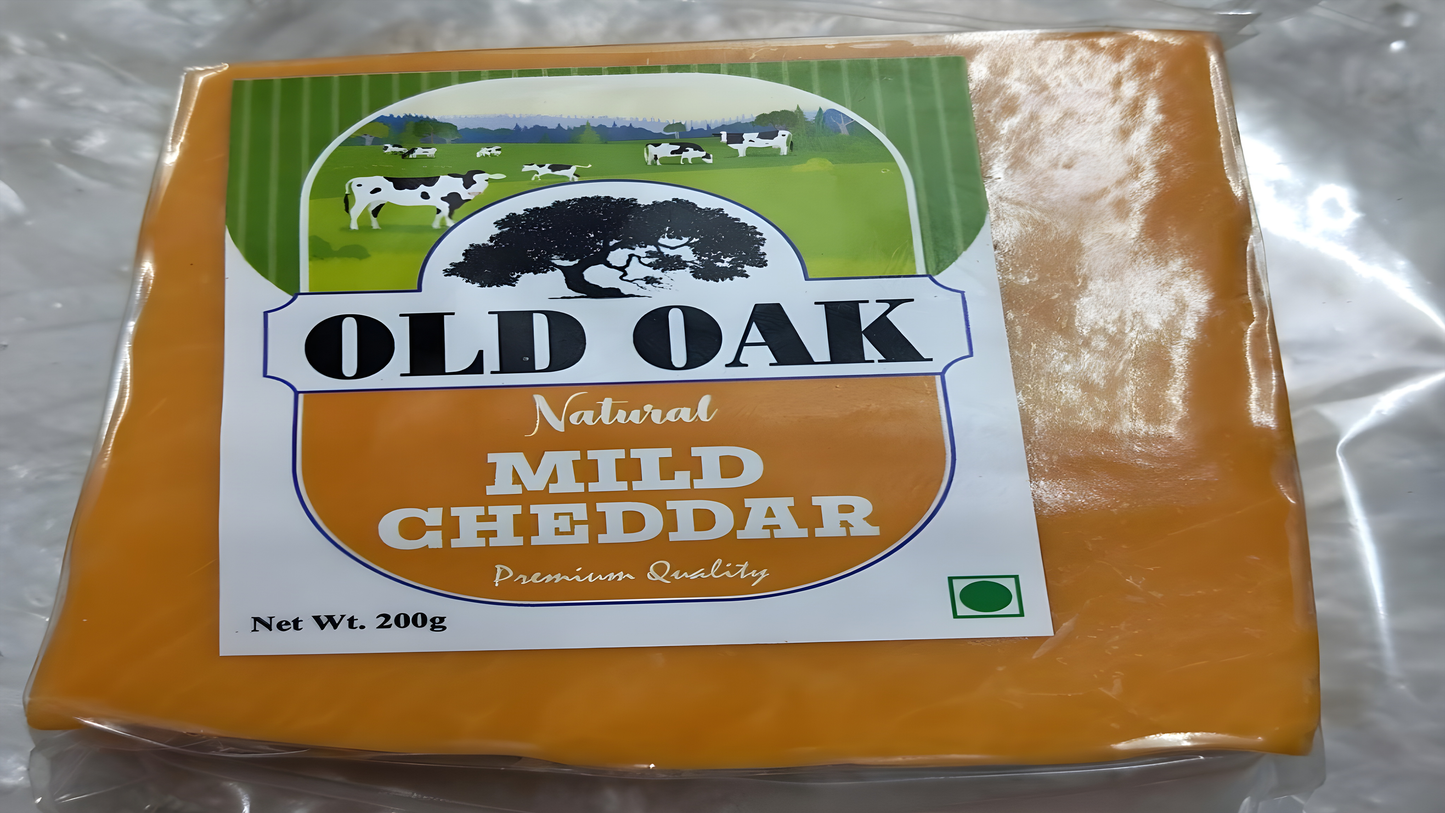 OLD OAK
Natural
MILD
CHEDDAR
Premium Quality
Net Wt. 200g